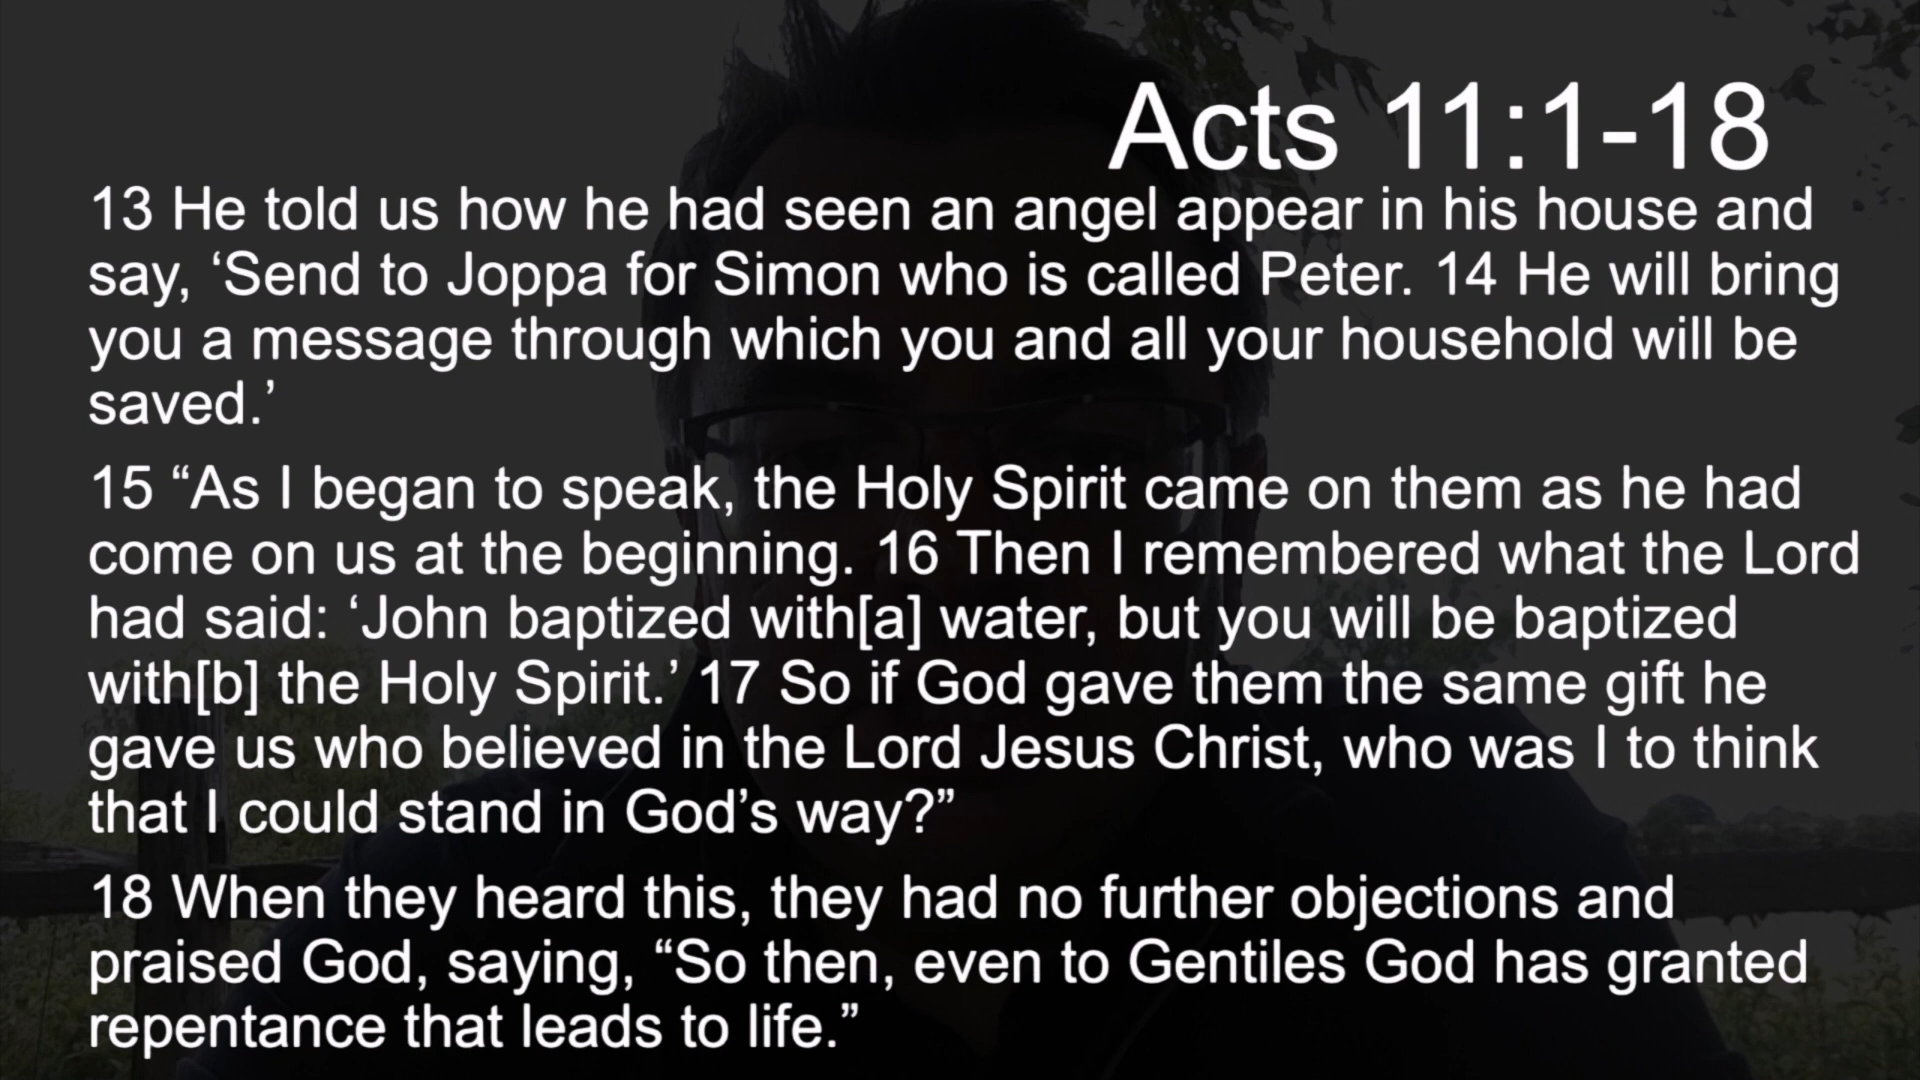 Acts 11:1-18
13 He told us how he had seen an angel appear in his house and
say, ‘Send to Joppa for Simon who is called Peter. 14 He will bring
you a message through which you and all your household will be
saved.’
15 “As I began to speak, the Holy Spirit came on them as he had
come on us at the beginning. 16 Then I remembered what the Lord
had said: ‘John baptized with[a] water, but you will be baptized
with[b] the Holy Spirit.’ 17 So if God gave them the same gift he
gave us who believed in the Lord Jesus Christ, who was I to think
that I could stand in God’s way?”
18 When they heard this, they had no further objections and
praised God, saying, “So then, even to Gentiles God has granted
repentance that leads to life.”